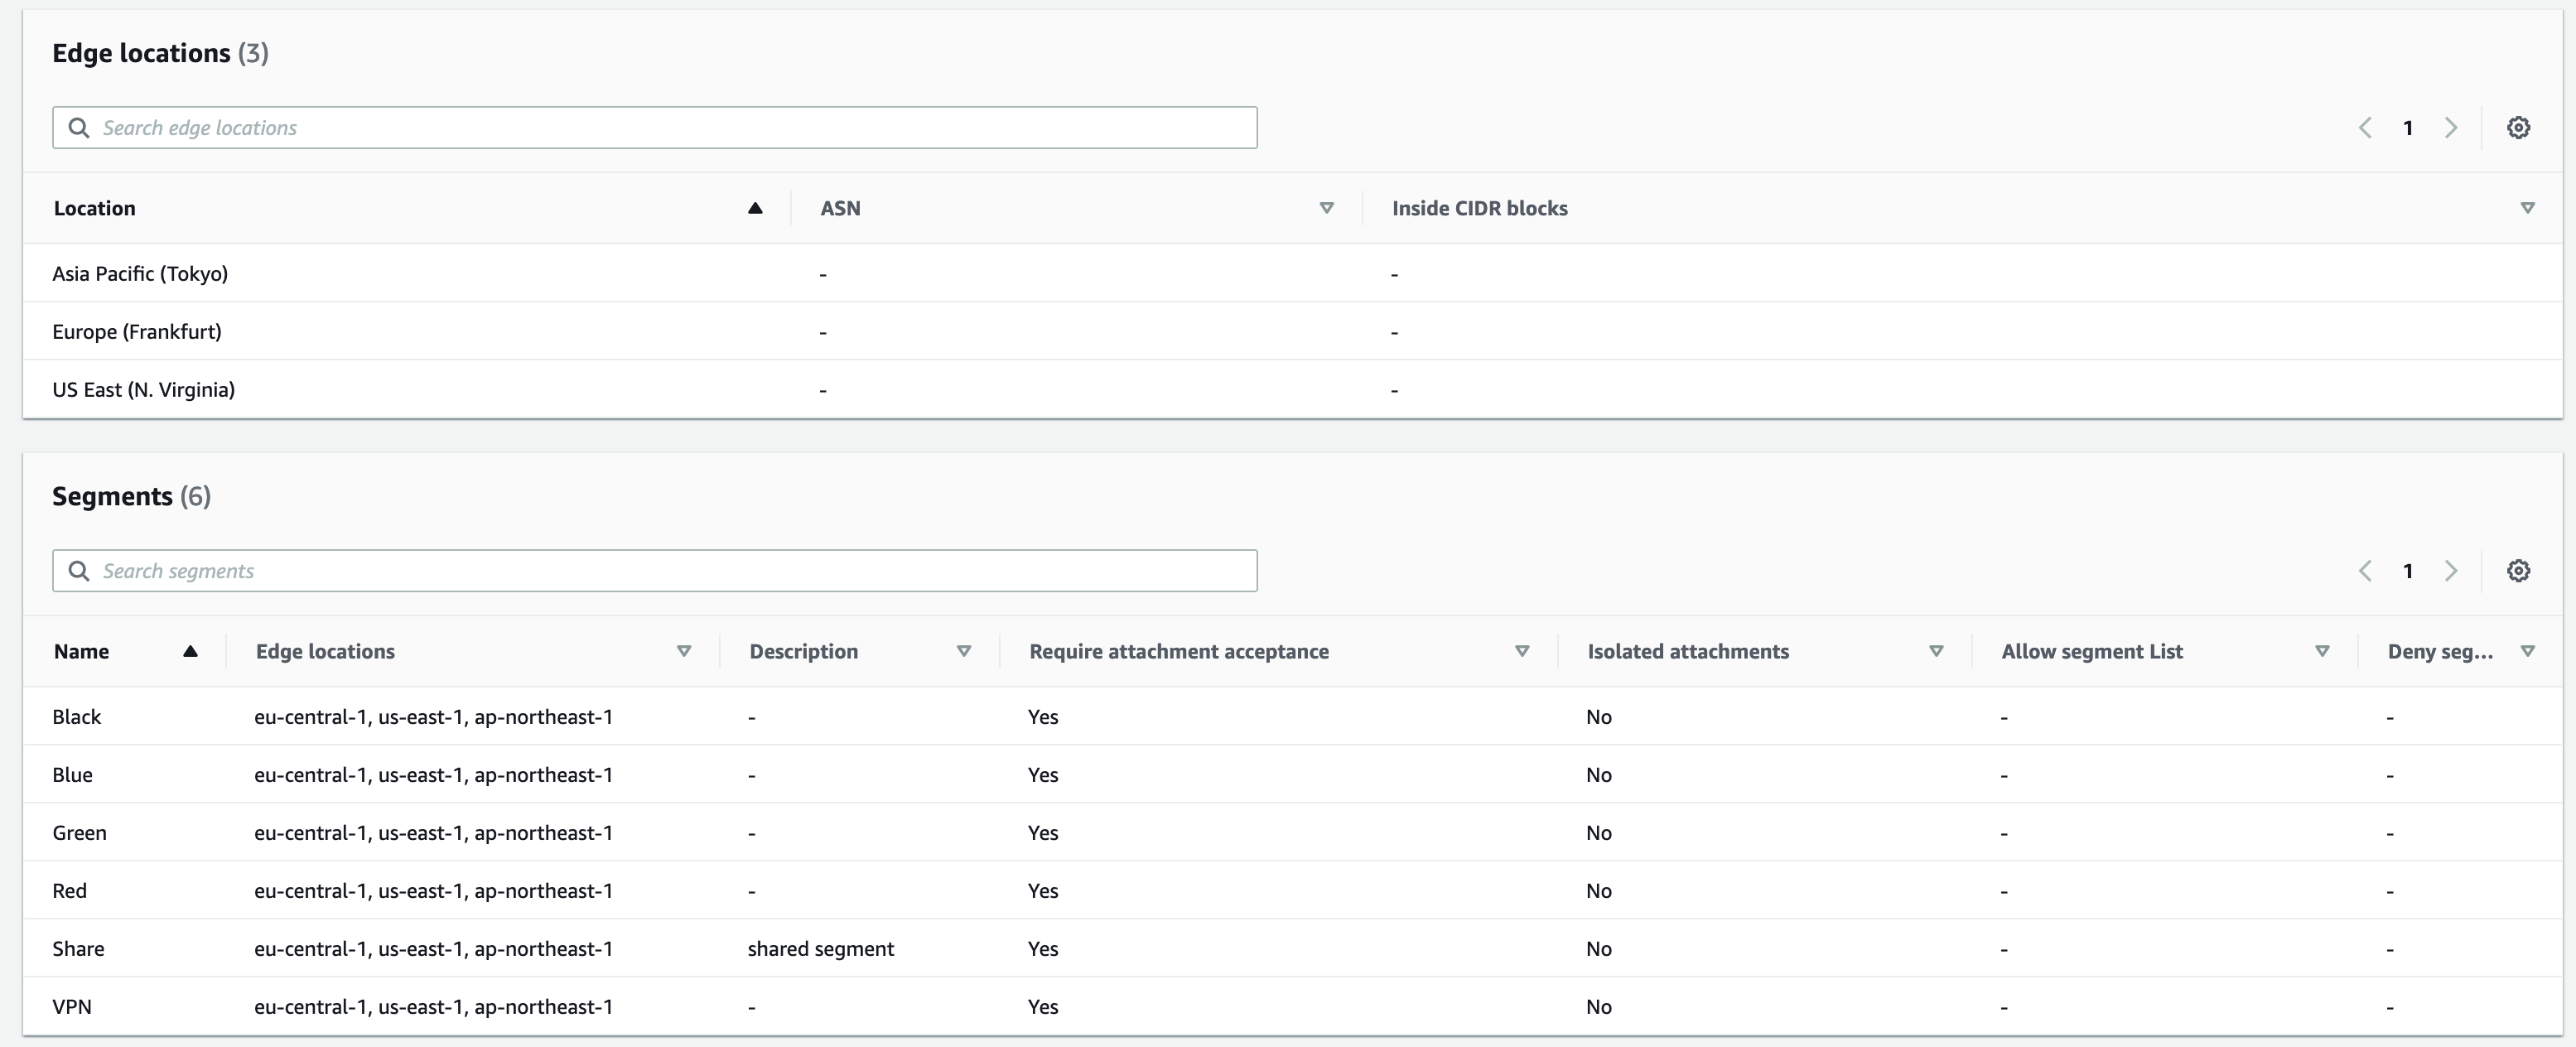 Edge locations (3)
Search edge locations
1
Location ASN Inside CIDR blocks
Asia Pacific (Tokyo) - -
Europe (Frankfurt) - -
US East (N. Virginia) - -
Segments (6)
Search segments
1
Name Edge locations Description Require attachment acceptance Isolated attachments Allow segment List Deny seg...
Black eu-central-1, us-east-1, ap-northeast-1 - Yes No - -
Blue eu-central-1, us-east-1, ap-northeast-1 - Yes No - -
Green eu-central-1, us-east-1, ap-northeast-1 - Yes No - -
Red eu-central-1, us-east-1, ap-northeast-1 - Yes No - -
Share eu-central-1, us-east-1, ap-northeast-1 shared segment Yes No - -
VPN eu-central-1, us-east-1, ap-northeast-1 - Yes No - -